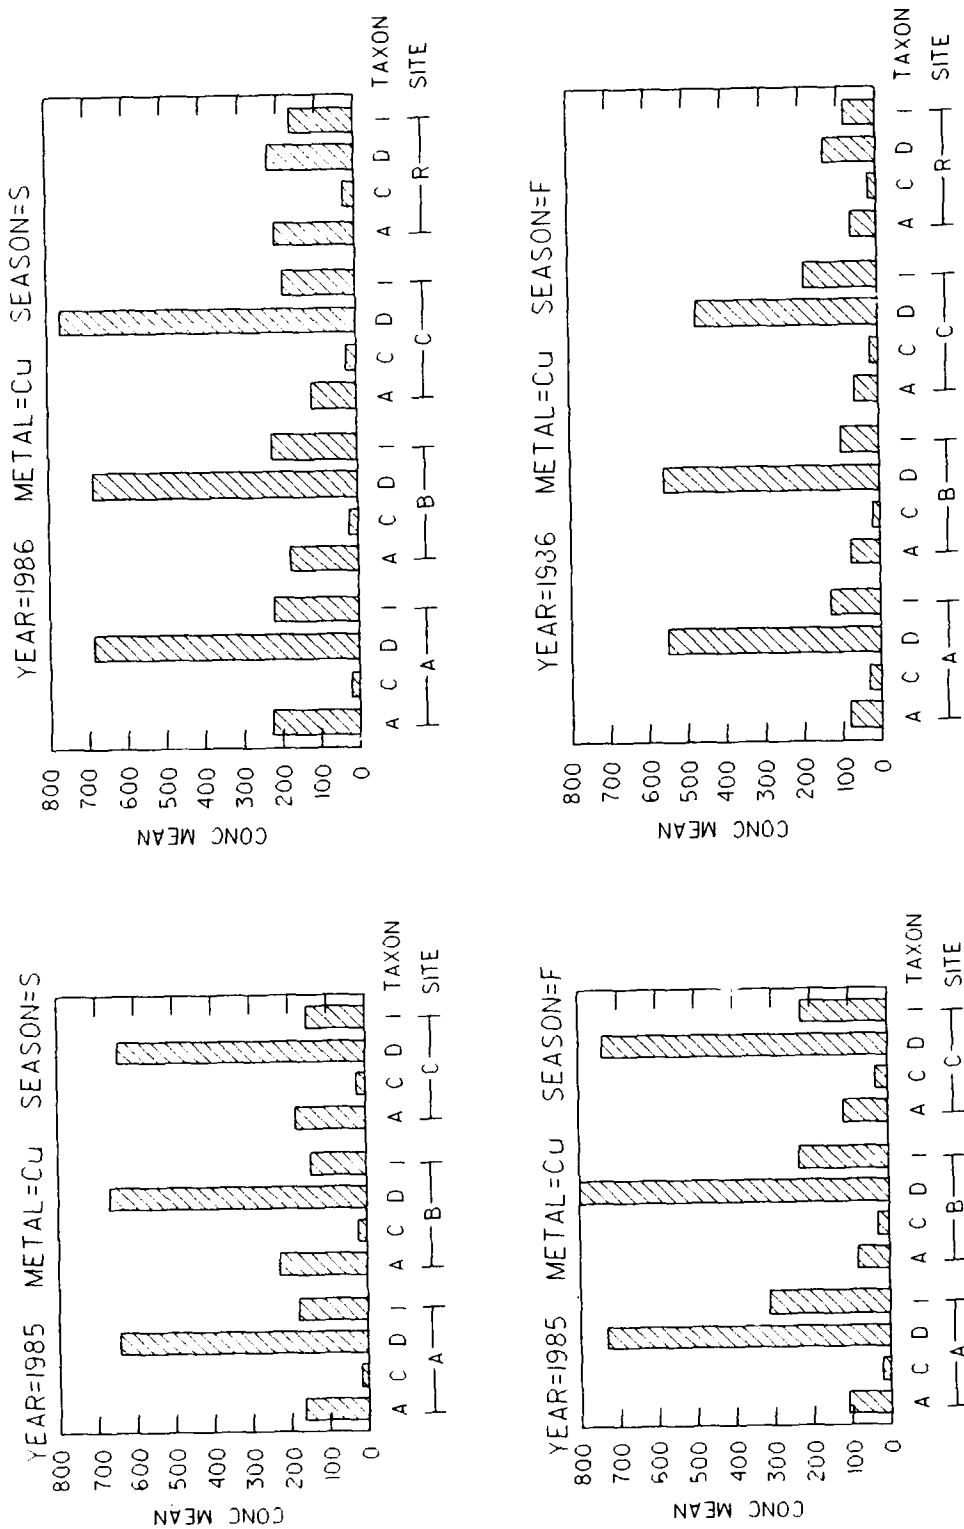 YEAR=1985 METAL=Cu SEASON=S
CONC MEAN
800
700
600
500
400
300
200
100
0
A C D I A C D I A C D I TAXON
A B C SITE
YEAR=1986 METAL=Cu SEASON=S
CONC MEAN
800
700
600
500
400
300
200
100
0
A C D I A C D I A C D I A C D I TAXON
A B C R SITE
YEAR=1985 METAL=Cu SEASON=F
CONC MEAN
800
700
600
500
400
300
200
100
0
A C D I A C D I A C D I TAXON
A B C SITE
YEAR=1986 METAL=Cu SEASON=F
CONC MEAN
800
700
600
500
400
300
200
100
0
A C D I A C D I A C D I A C D I TAXON
A B C R SITE